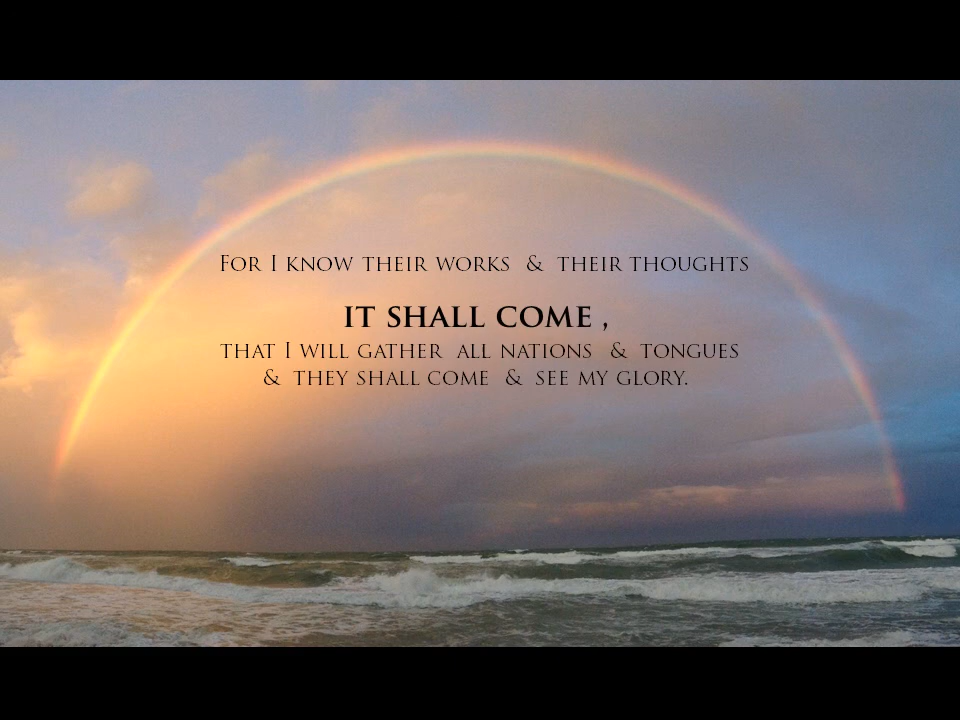 For I know their works & their thoughts
it shall come ,
that I will gather all nations & tongues
& they shall come & see my glory.